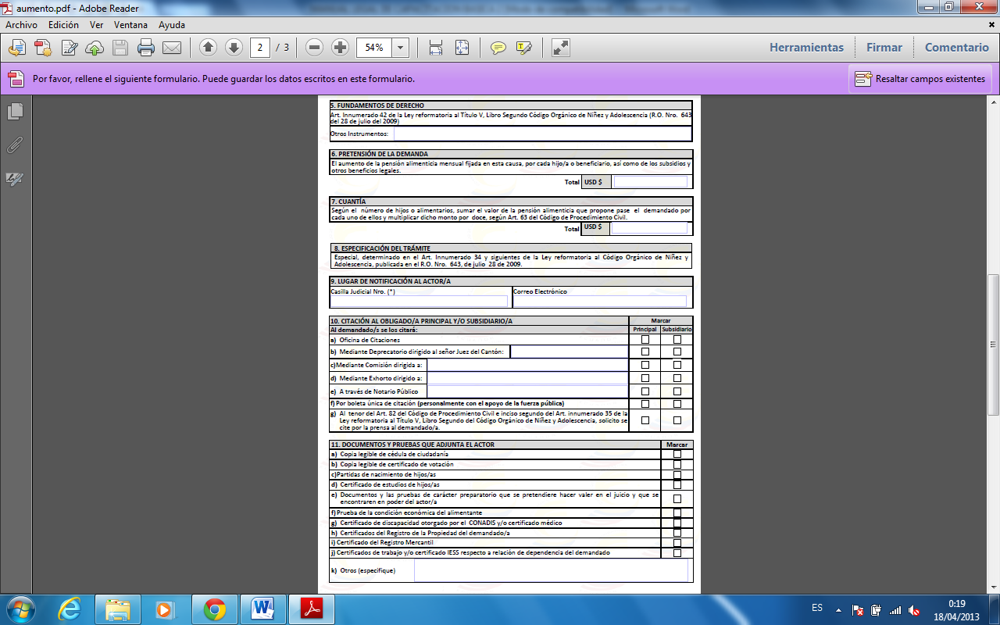 aumento.pdf - Adobe Reader
Archivo Edición Ver Ventana Ayuda
2 / 3 54% Herramientas Firmar Comentario
Por favor, rellene el siguiente formulario. Puede guardar los datos escritos en este formulario. Resaltar campos existentes
5. FUNDAMENTOS DE DERECHO
Art. Innumerado 42 de la Ley reformatoria al Título V, Libro Segundo Código Orgánico de Niñez y Adolescencia (R.O. Nro. 643
del 28 de julio del 2009)
Otros Instrumentos:
6. PRETENSIÓN DE LA DEMANDA
El aumento de la pensión alimenticia mensual fijada en esta causa, por cada hijo/a o beneficiario, así como de los subsidios y
otros beneficios legales.
Total USD $
7. CUANTÍA
Según el número de hijos o alimentarios, sumar el valor de la pensión alimenticia que propone pase el demandado por
cada uno de ellos y multiplicar dicho monto por doce, según Art. 63 del Código de Procedimiento Civil.
Total USD $
8. ESPECIFICACIÓN DEL TRÁMITE
Especial, determinado en el Art. Innumerado 34 y siguientes de la Ley reformatoria al Código Orgánico de Niñez y
Adolescencia, publicada en el R.O. Nro. 643, de julio 28 de 2009.
9. LUGAR DE NOTIFICACIÓN AL ACTOR/A
Casilla Judicial Nro. (*) Correo Electrónico
10. CITACIÓN AL OBLIGADO/A PRINCIPAL Y/O SUBSIDIARIO/A Marcar
Al demandado/s se los citará: Principal Subsidiario
a) Oficina de Citaciones
b) Mediante Deprecatorio dirigido al señor Juez del Cantón:
c)Mediante Comisión dirigida a:
d) Mediante Exhorto dirigido a:
e) A través de Notario Público
f) Por boleta única de citación (personalmente con el apoyo de la fuerza pública)
g) Al tenor del Art. 82 del Código de Procedimiento Civil e inciso segundo del Art. innumerado 35 de la
Ley reformatoria al Título V, Libro Segundo del Código Orgánico de Niñez y Adolescencia, solicito se
cite por la prensa al demandado/a.
11. DOCUMENTOS Y PRUEBAS QUE ADJUNTA EL ACTOR Marcar
a) Copia legible de cédula de ciudadanía
b) Copia legible de certificado de votación
c)Partidas de nacimiento de hijos/as
d) Certificado de estudios de hijos/as
e) Documentos y las pruebas de carácter preparatorio que se pretendiere hacer valer en el juicio y que se
encontraren en poder del actor/a
f) Prueba de la condición económica del alimentante
g) Certificado de discapacidad otorgado por el CONADIS y/o certificado médico
h) Certificados del Registro de la Propiedad del demandado/a
i) Certificado del Registro Mercantil
j) Certificados de trabajo y/o certificado IESS respecto a relación de dependencia del demandado
k) Otros (especifique)
ES 0:19
18/04/2013